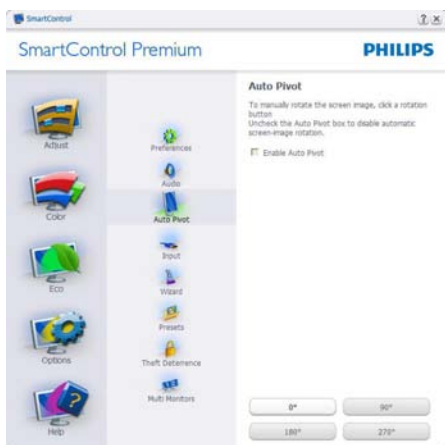 SmartControl
SmartControl Premium
PHILIPS
Adjust
Color
Eco
Options
Help
Preferences
Audio
Auto Pivot
Input
Wizard
Presets
Theft Deterrence
Multi Monitors
Auto Pivot
To manually rotate the screen image, click a rotation
button
Uncheck the Auto Pivot box to disable automatic
screen-image rotation.
Enable Auto Pivot
0°
90°
180°
270°